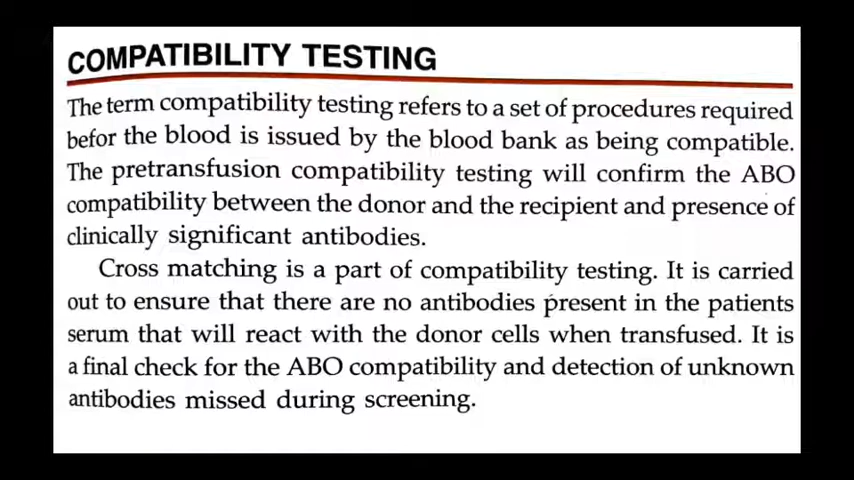 COMPATIBILITY TESTING
The term compatibility testing refers to a set of procedures required
befor the blood is issued by the blood bank as being compatible.
The pretransfusion compatibility testing will confirm the ABO
compatibility between the donor and the recipient and presence of
clinically significant antibodies.
Cross matching is a part of compatibility testing. It is carried
out to ensure that there are no antibodies present in the patients
serum that will react with the donor cells when transfused. It is
a final check for the ABO compatibility and detection of unknown
antibodies missed during screening.